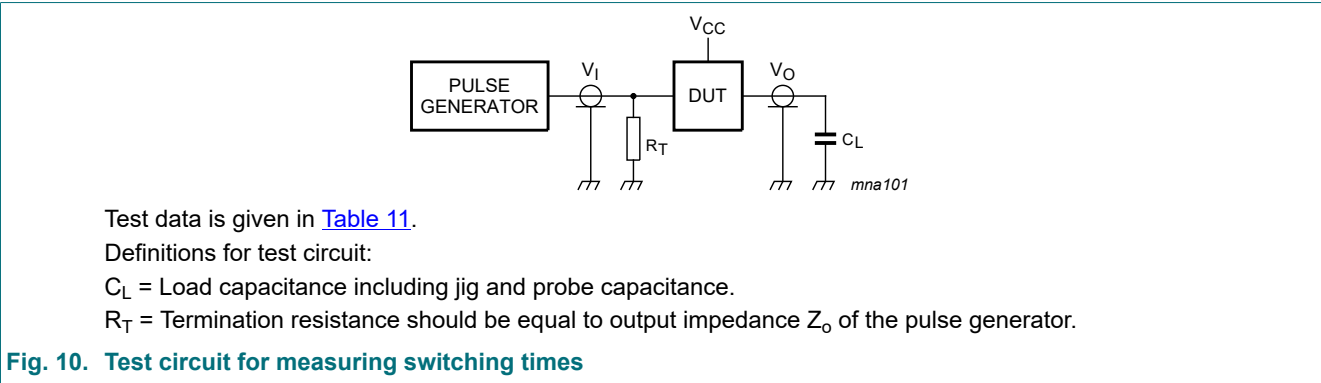 VCC
PULSE
GENERATOR
VI
DUT
VO
RT
CL
mna101
Test data is given in Table 11.
Definitions for test circuit:
CL = Load capacitance including jig and probe capacitance.
RT = Termination resistance should be equal to output impedance Zo of the pulse generator.
Fig. 10. Test circuit for measuring switching times